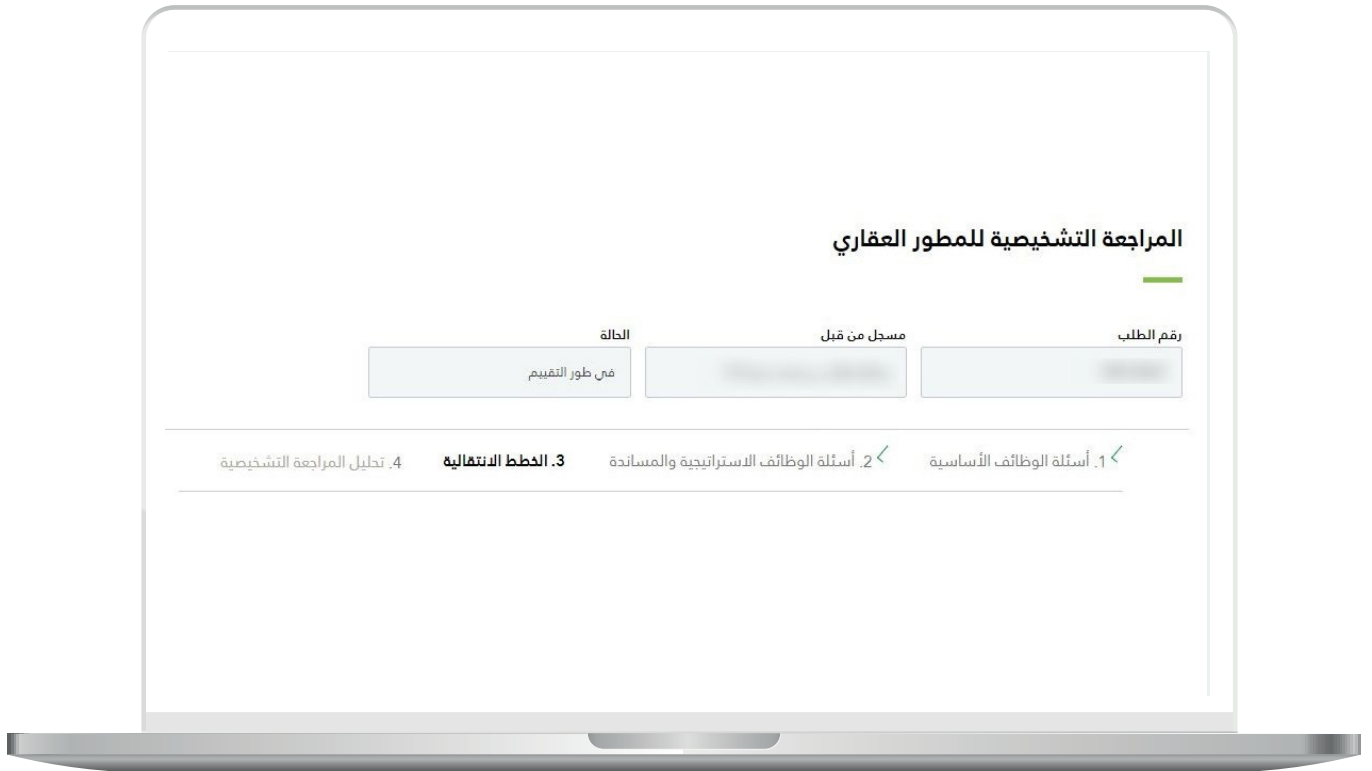 المراجعة التشخيصية للمطور العقاري
رقم الطلب مسجل من قبل الحالة
في طور التقييم
1. أسئلة الوظائف الأساسية 2. أسئلة الوظائف الاستراتيجية والمساندة 3. الخطط الانتقالية 4. تحليل المراجعة التشخيصية